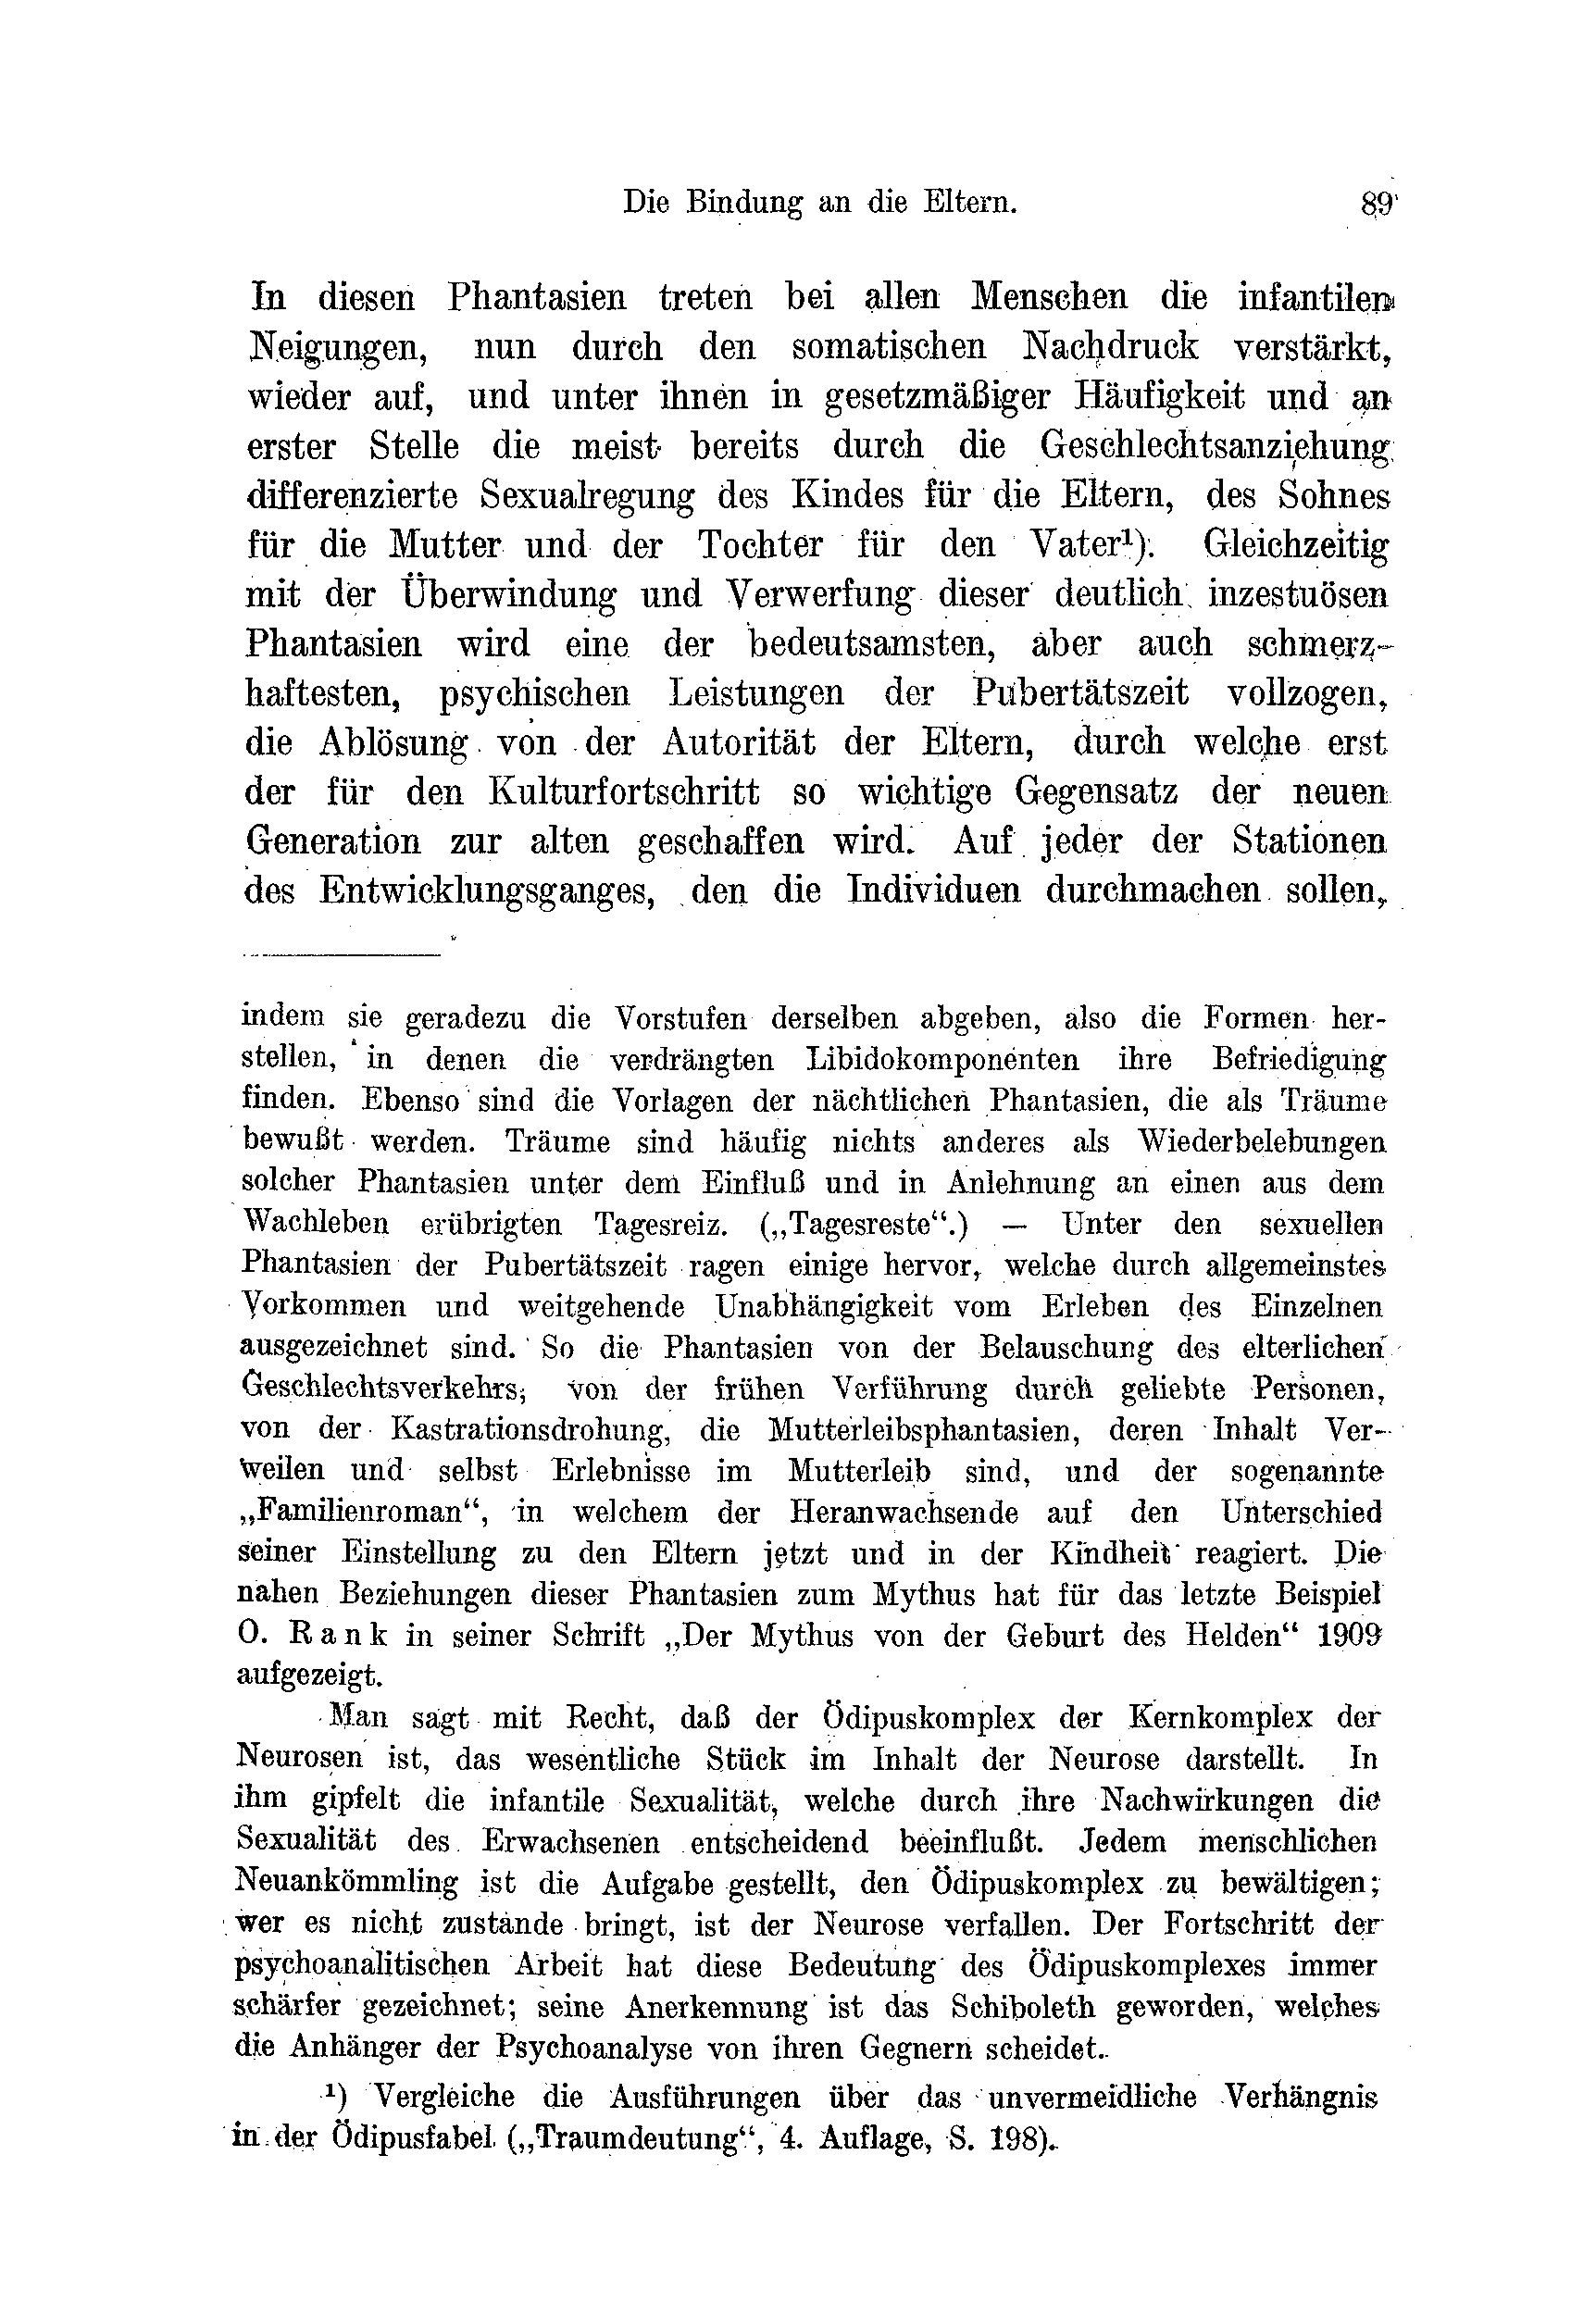 Die Bindung an die Eltern. 89
In diesen Phantasien treten bei allen Menschen die infantilen
Neigungen, nun durch den somatischen Nachdruck verstärkt,
wieder auf, und unter ihnen in gesetzmäßiger Häufigkeit und an
erster Stelle die meist bereits durch die Geschlechtsanziehung
differenzierte Sexualregung des Kindes für die Eltern, des Sohnes
für die Mutter und der Tochter für den Vater¹). Gleichzeitig
mit der Überwindung und Verwerfung dieser deutlich inzestuösen
Phantasien wird eine der bedeutsamsten, aber auch schmerz-
haftesten, psychischen Leistungen der Pubertätszeit vollzogen,
die Ablösung von der Autorität der Eltern, durch welche erst
der für den Kulturfortschritt so wichtige Gegensatz der neuen
Generation zur alten geschaffen wird. Auf jeder der Stationen
des Entwicklungsganges, den die Individuen durchmachen sollen,
indem sie geradezu die Vorstufen derselben abgeben, also die Formen her-
stellen, in denen die verdrängten Libidokomponenten ihre Befriedigung
finden. Ebenso sind die Vorlagen der nächtlichen Phantasien, die als Träume
bewußt werden. Träume sind häufig nichts anderes als Wiederbelebungen
solcher Phantasien unter dem Einfluß und in Anlehnung an einen aus dem
Wachleben erübrigten Tagesreiz. („Tagesreste“.) — Unter den sexuellen
Phantasien der Pubertätszeit ragen einige hervor, welche durch allgemeinstes
Vorkommen und weitgehende Unabhängigkeit vom Erleben des Einzelnen
ausgezeichnet sind. So die Phantasien von der Belauschung des elterlichen
Geschlechtsverkehrs, von der frühen Verführung durch geliebte Personen,
von der Kastrationsdrohung, die Mutterleibsphantasien, deren Inhalt Ver-
weilen und selbst Erlebnisse im Mutterleib sind, und der sogenannte
„Familienroman“, in welchem der Heranwachsende auf den Unterschied
seiner Einstellung zu den Eltern jetzt und in der Kindheit reagiert. Die
nahen Beziehungen dieser Phantasien zum Mythus hat für das letzte Beispiel
O. Rank in seiner Schrift „Der Mythus von der Geburt des Helden“ 1909
aufgezeigt.
Man sagt mit Recht, daß der Ödipuskomplex der Kernkomplex der
Neurosen ist, das wesentliche Stück im Inhalt der Neurose darstellt. In
ihm gipfelt die infantile Sexualität, welche durch ihre Nachwirkungen die
Sexualität des Erwachsenen entscheidend beeinflußt. Jedem menschlichen
Neuankömmling ist die Aufgabe gestellt, den Ödipuskomplex zu bewältigen;
wer es nicht zustande bringt, ist der Neurose verfallen. Der Fortschritt der
psychoanalitischen Arbeit hat diese Bedeutung des Ödipuskomplexes immer
schärfer gezeichnet; seine Anerkennung ist das Schiboleth geworden, welches
die Anhänger der Psychoanalyse von ihren Gegnern scheidet.
¹) Vergleiche die Ausführungen über das unvermeidliche Verhängnis
in der Ödipusfabel („Traumdeutung“, 4. Auflage, S. 198).